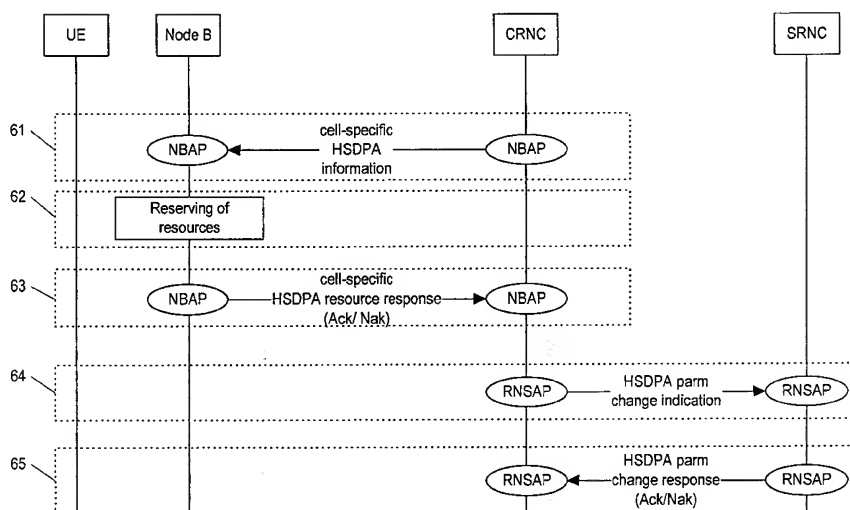 UE
Node B
CRNC
SRNC
61
cell-specific
NBAP
HSDPA
NBAP
information
62
Reserving of
resources
63
cell-specific
NBAP
HSDPA resource response
NBAP
(Ack/ Nak)
64
RNSAP
HSDPA parm
change indication
RNSAP
65
HSDPA parm
RNSAP
change response
RNSAP
(Ack/Nak)